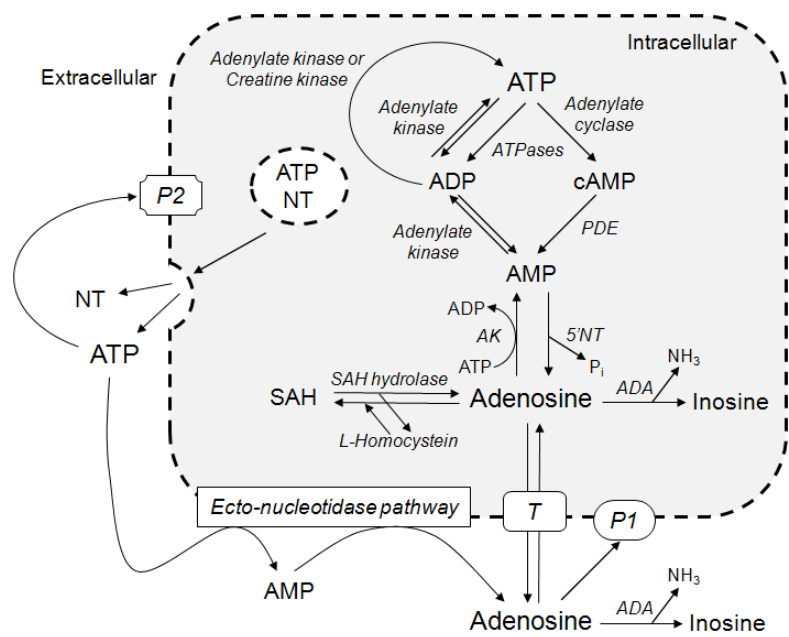 Intracellular
Extracellular
Adenylate kinase or
Creatine kinase
ATP
Adenylate
kinase
Adenylate
cyclase
ATPases
ATP
NT
P2
ADP
cAMP
Adenylate
kinase
PDE
AMP
NT
ADP
AK
5'NT
ATP
ATP
Pi
NH3
SAH hydrolase
ADA
SAH
Adenosine
Inosine
L-Homocystein
Ecto-nucleotidase pathway
T
P1
AMP
NH3
ADA
Adenosine
Inosine